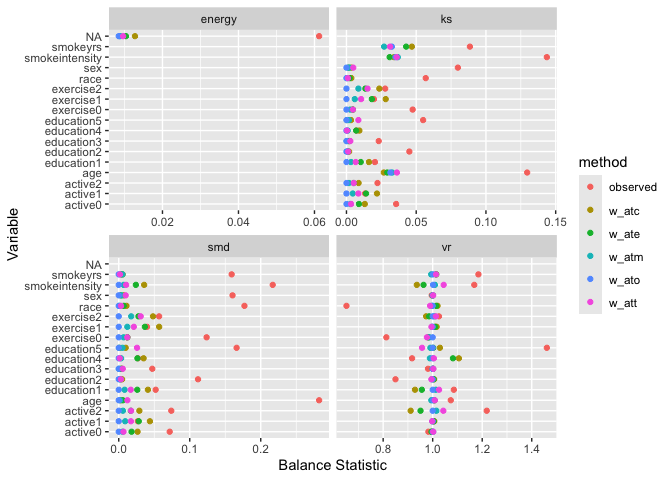 energy
ks
NA
smokeyrs
smokeintensity
sex
race
exercise2
exercise1
exercise0
education5
education4
education3
education2
education1
age
active2
active1
active0
0.02 0.04 0.06
0.00 0.05 0.10 0.15
smd
vr
NA
smokeyrs
smokeintensity
sex
race
exercise2
exercise1
exercise0
education5
education4
education3
education2
education1
age
active2
active1
active0
0.0 0.1 0.2
0.8 1.0 1.2 1.4
Variable
Balance Statistic
method
observed
w_atc
w_ate
w_atm
w_ato
w_att